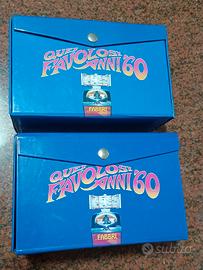 QUEI
FAVOLOSI
ANNI '60
FABBRI
QUEI
FAVOLOSI
ANNI '60
FABBRI
subito